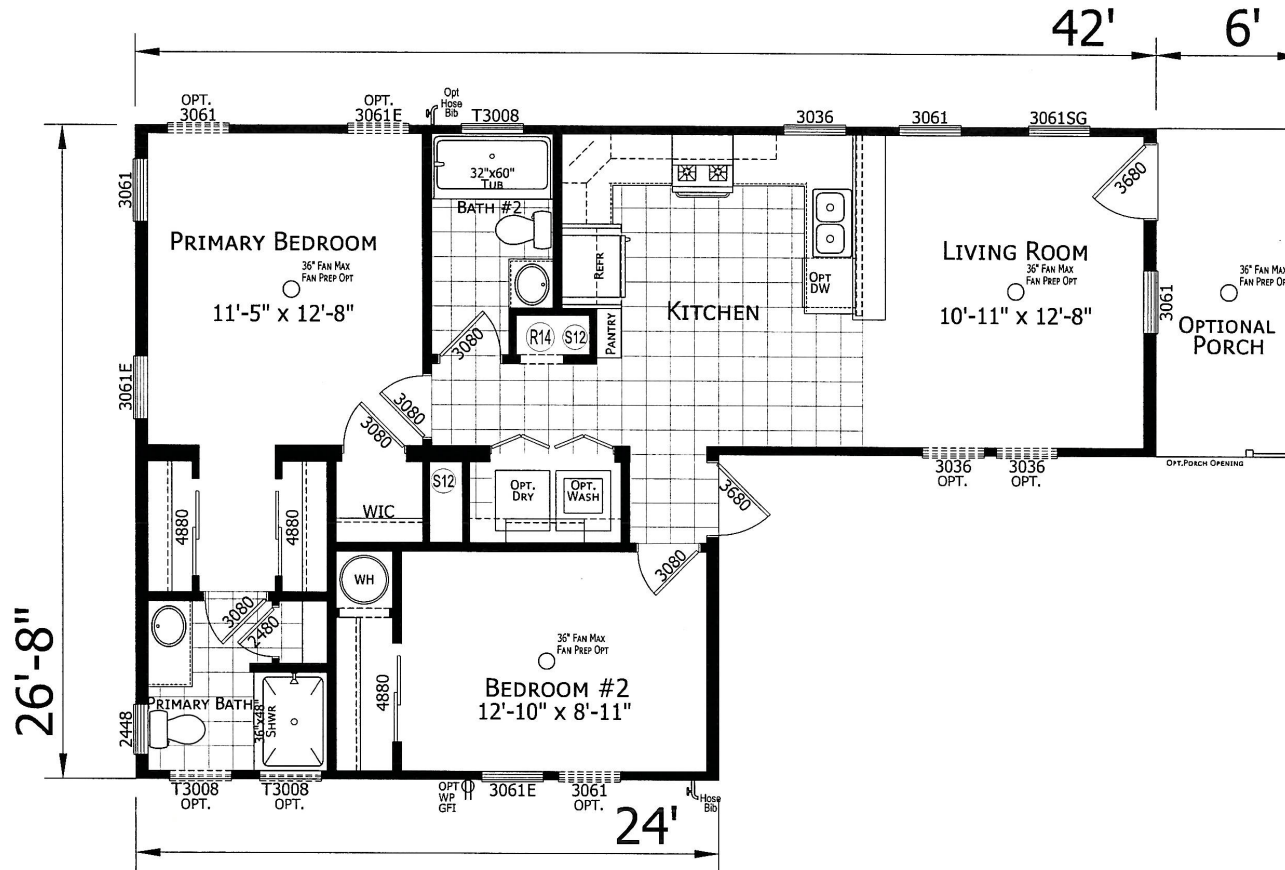 42'
6'
OPT.
3061
OPT.
3061E
Opt
Hose
Bib
T3008
3036
3061
3061SG
3061
32"x60"
TUB
BATH #2
3680
PRIMARY BEDROOM
36" FAN MAX
FAN PREP OPT
11'-5" x 12'-8"
REFR
OPT
DW
KITCHEN
LIVING ROOM
36" FAN MAX
FAN PREP OPT
10'-11" x 12'-8"
3061
36" FAN MAX
FAN PREP OP
OPTIONAL
PORCH
R14
S12
PANTRY
3080
3061E
3080
3080
3036
OPT.
3036
OPT.
OPT.PORCH OPENING
4880
4880
WIC
S12
OPT.
DRY
OPT.
WASH
3680
3080
WH
3080
2480
26'-8"
36" FAN MAX
FAN PREP OPT
BEDROOM #2
12'-10" x 8'-11"
4880
PRIMARY BATH
36"x48"
SHWR
2448
T3008
OPT.
T3008
OPT.
OPT
WP
GFI
3061E
3061
OPT.
Hose
Bib
24'